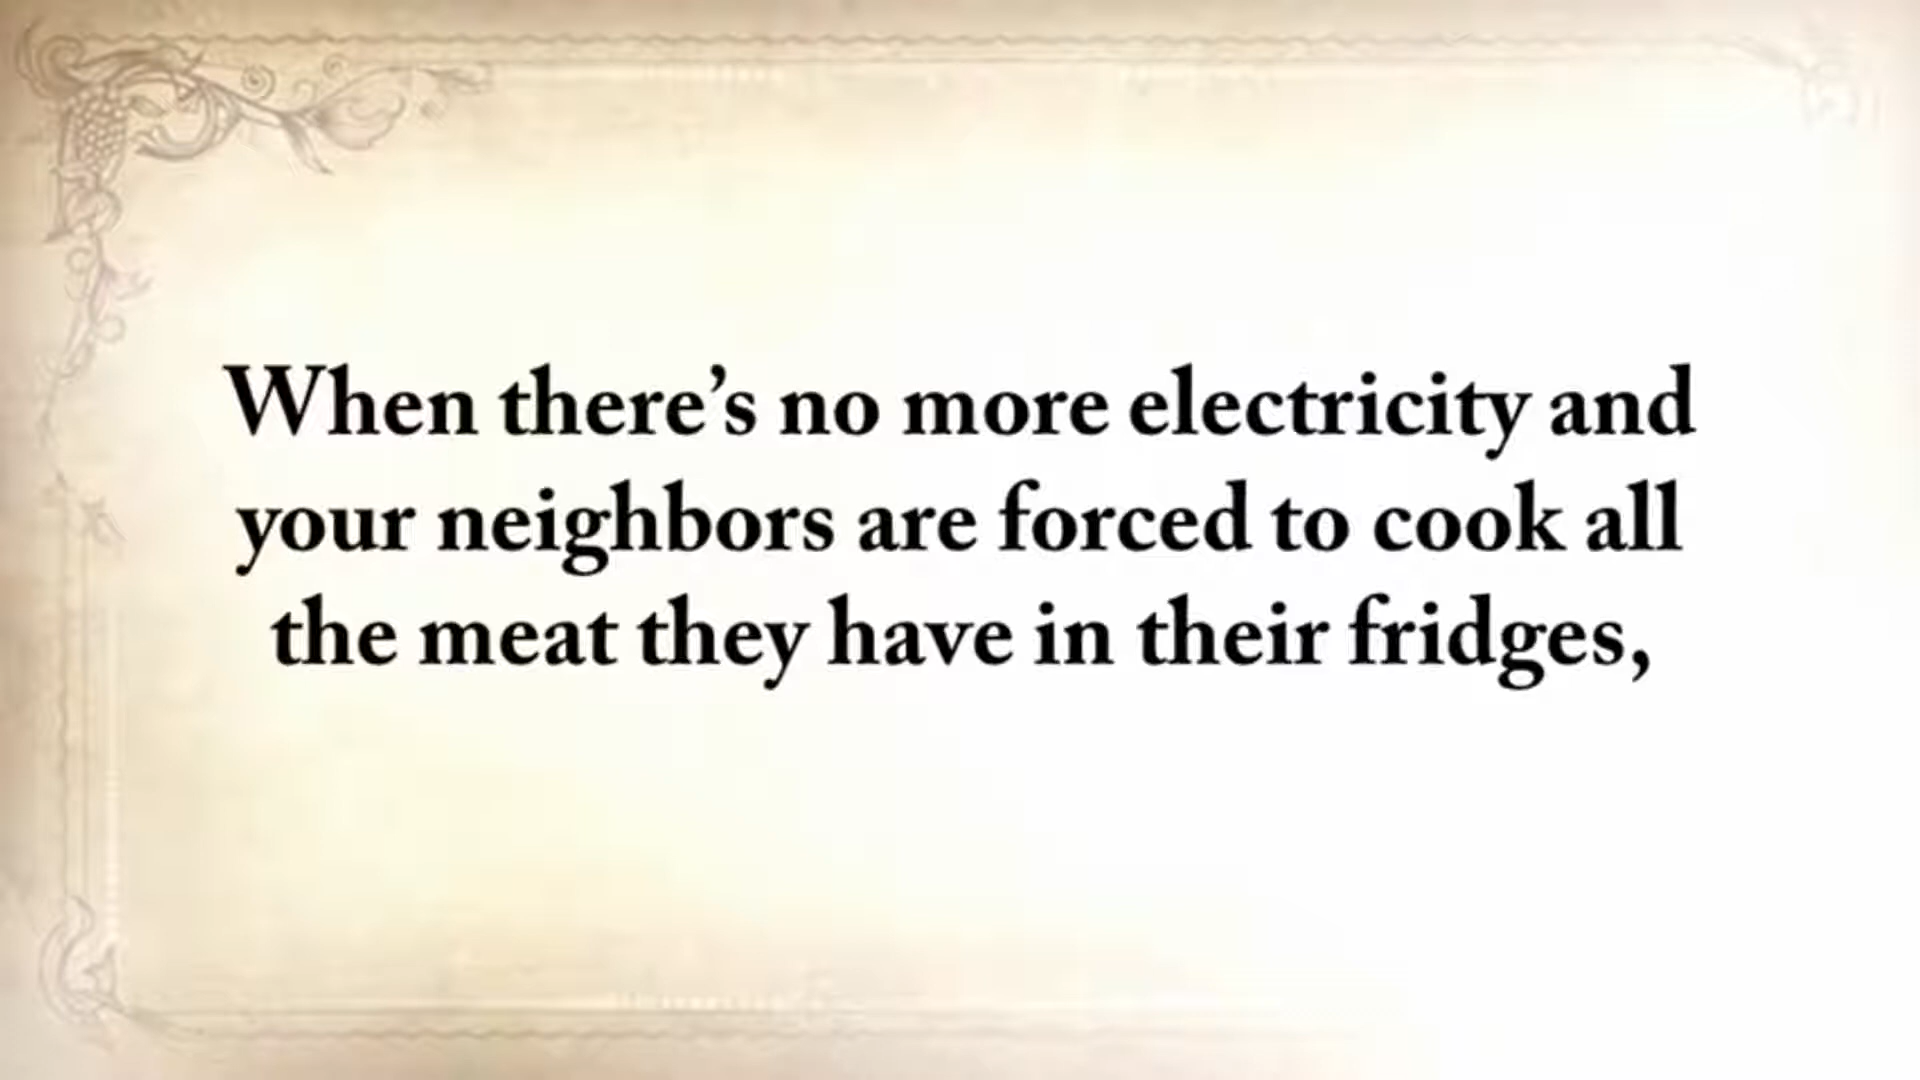 When there’s no more electricity and
your neighbors are forced to cook all
the meat they have in their fridges,